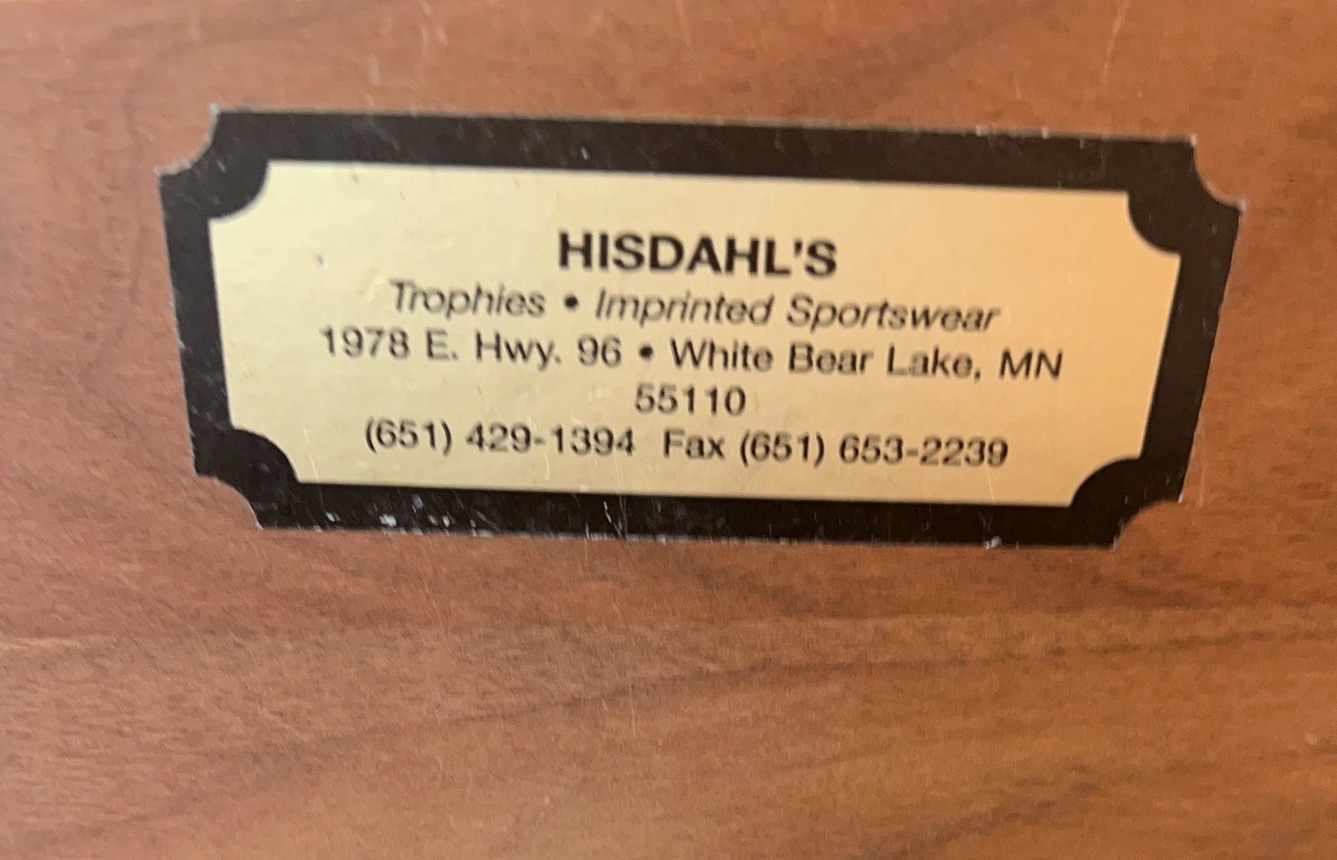 HISDAHL'S
Trophies • Imprinted Sportswear
1978 E. Hwy. 96 • White Bear Lake, MN
55110
(651) 429-1394 Fax (651) 653-2239